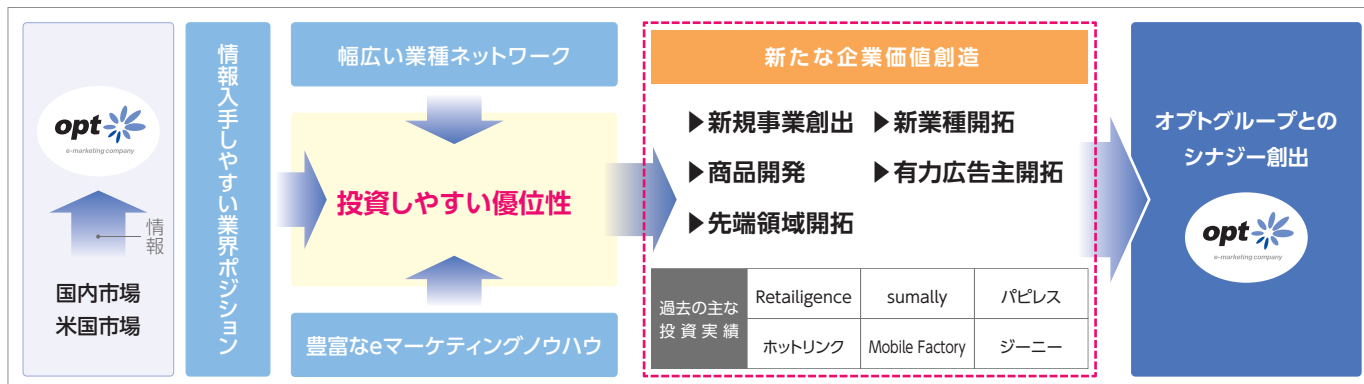 opt
e-marketing company
情報
国内市場
米国市場
情報入手しやすい業界ポジション
幅広い業種ネットワーク
投資しやすい優位性
豊富なeマーケティングノウハウ
新たな企業価値創造
▶新規事業創出 ▶新業種開拓
▶商品開発 ▶有力広告主開拓
▶先端領域開拓
過去の主な
投資実績
Retailigence sumally パピレス
ホットリンク Mobile Factory ジーニー
オプトグループとの
シナジー創出
opt
e-marketing company